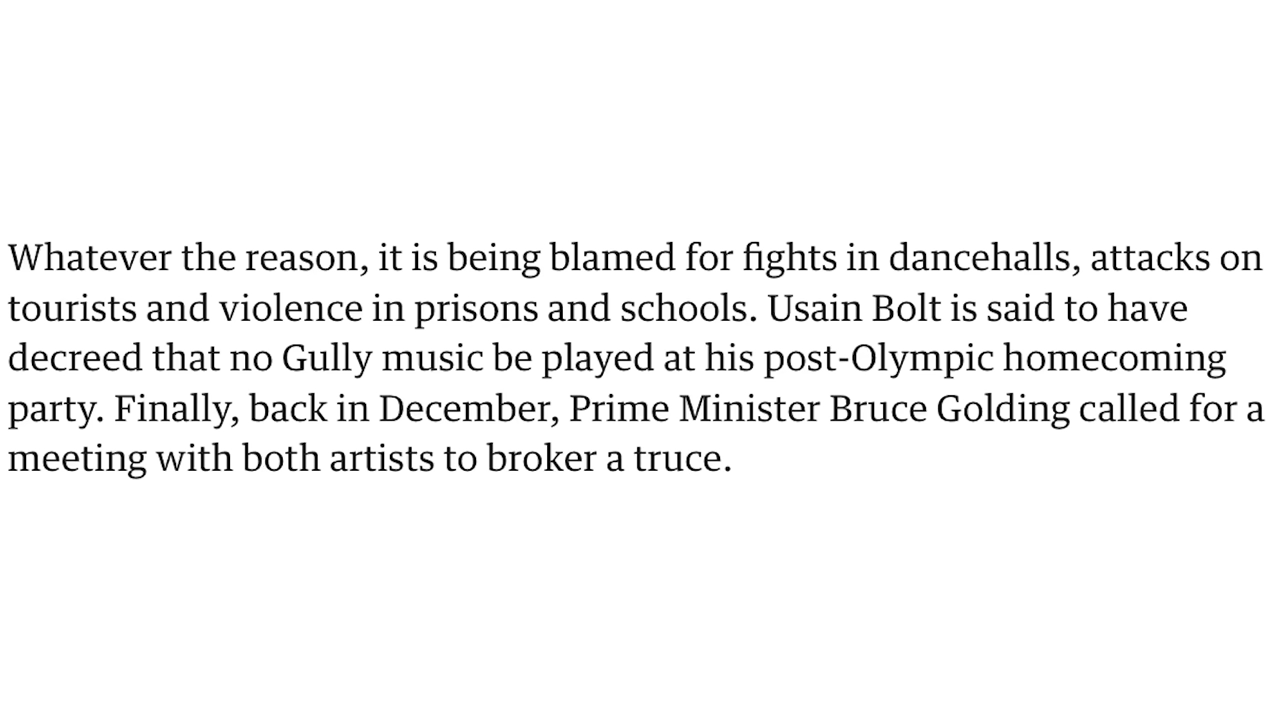 Whatever the reason, it is being blamed for fights in dancehalls, attacks on
tourists and violence in prisons and schools. Usain Bolt is said to have
decreed that no Gully music be played at his post-Olympic homecoming
party. Finally, back in December, Prime Minister Bruce Golding called for a
meeting with both artists to broker a truce.